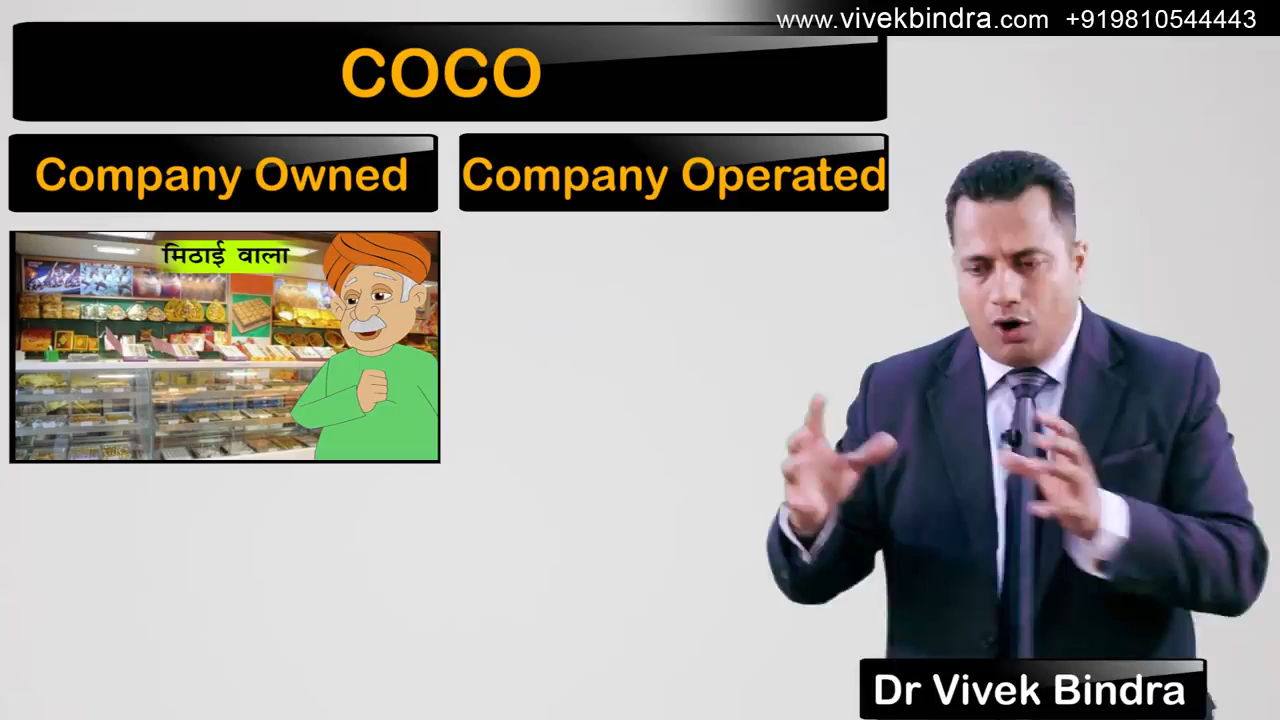 www.vivekbindra.com +919810544443
COCO
Company Owned
Company Operated
मिठाई वाला
Dr Vivek Bindra